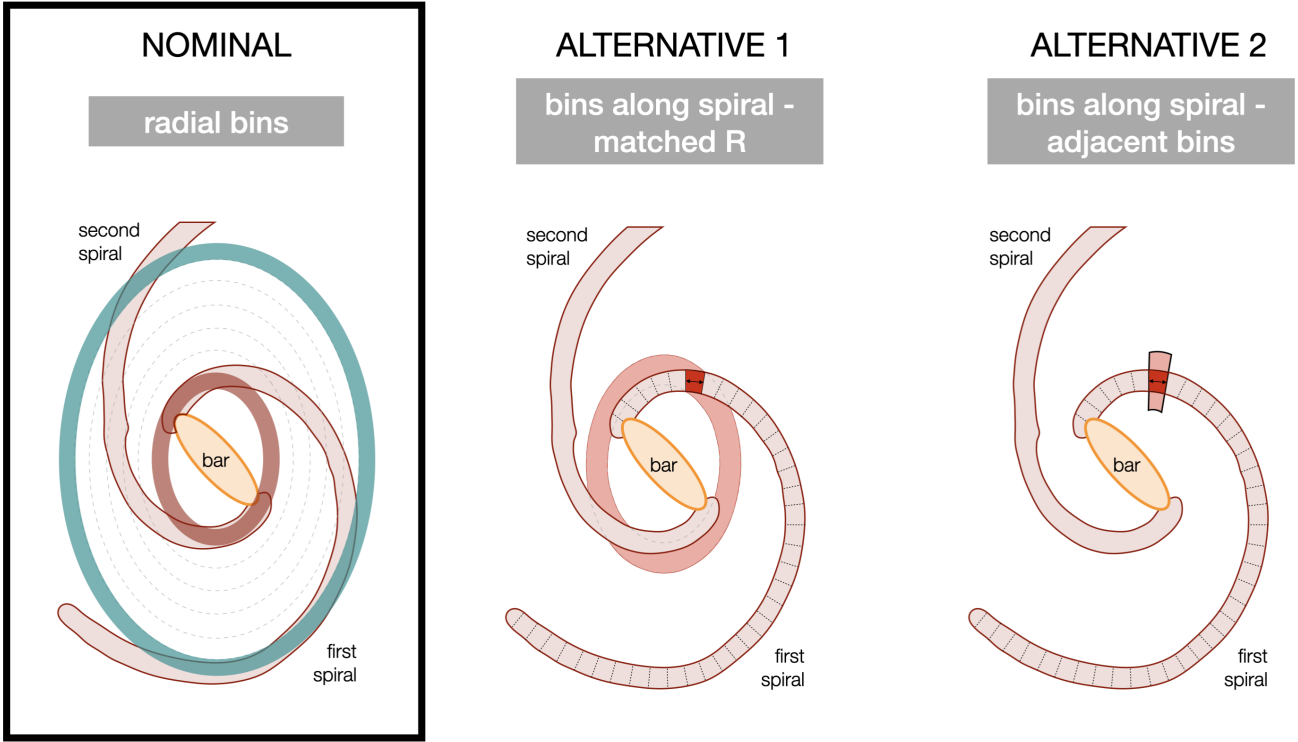 NOMINAL
radial bins
second
spiral
bar
first
spiral
ALTERNATIVE 1
bins along spiral -
matched R
second
spiral
bar
first
spiral
ALTERNATIVE 2
bins along spiral -
adjacent bins
second
spiral
bar
first
spiral